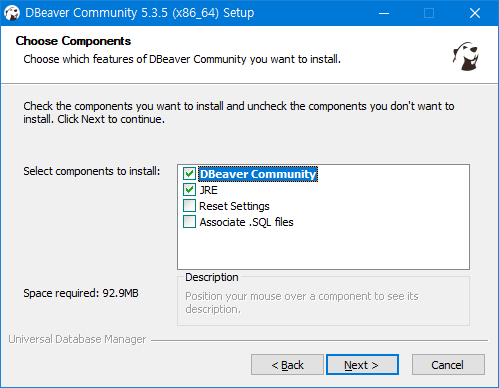 DBeaver Community 5.3.5 (x86_64) Setup
Choose Components
Choose which features of DBeaver Community you want to install.
Check the components you want to install and uncheck the components you don't want to
install. Click Next to continue.
Select components to install:
DBeaver Community
JRE
Reset Settings
Associate .SQL files
Description
Position your mouse over a component to see its
description.
Space required: 92.9MB
Universal Database Manager
< Back
Next >
Cancel